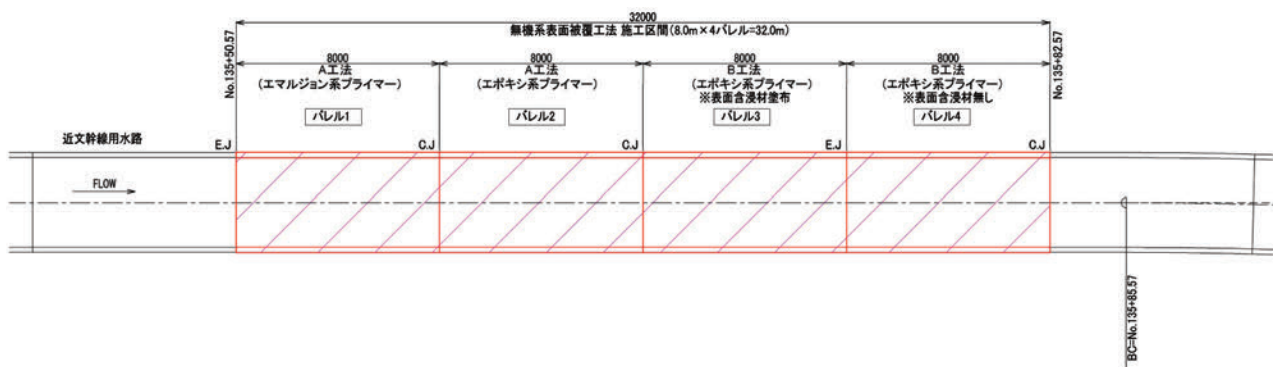 32000
無機系表面被覆工法 施工区間(8.0m×4バレル=32.0m)
No.135+50.57
No.135+82.57
8000
A工法
(エマルジョン系プライマー)
バレル1
8000
A工法
(エポキシ系プライマー)
バレル2
8000
B工法
(エポキシ系プライマー)
※表面含浸材塗布
バレル3
8000
B工法
(エポキシ系プライマー)
※表面含浸材無し
バレル4
近文幹線用水路
E.J
C.J
C.J
E.J
C.J
FLOW
BC=No.135+85.57